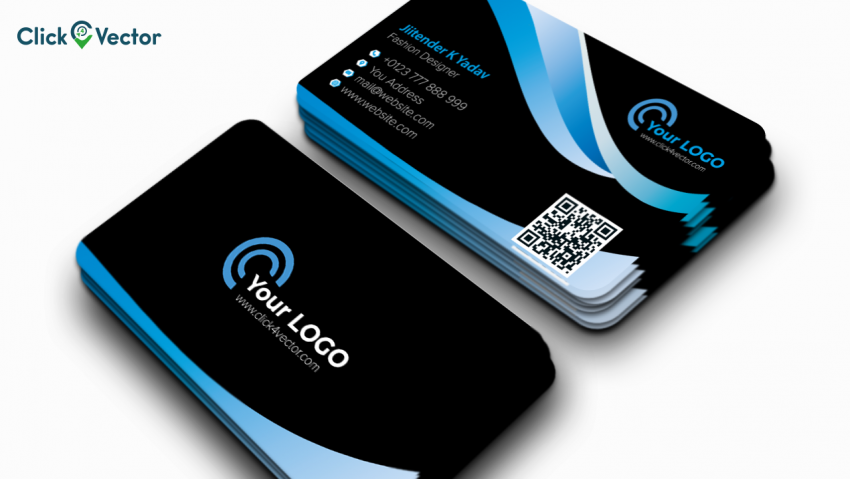 Click Vector
Jiitender K Yadav
Fashion Designer
+0123 777 888 999
You Address
mail@website.com
www.website.com
Your LOGO
www.click4vector.com
Your LOGO
www.click4vector.com